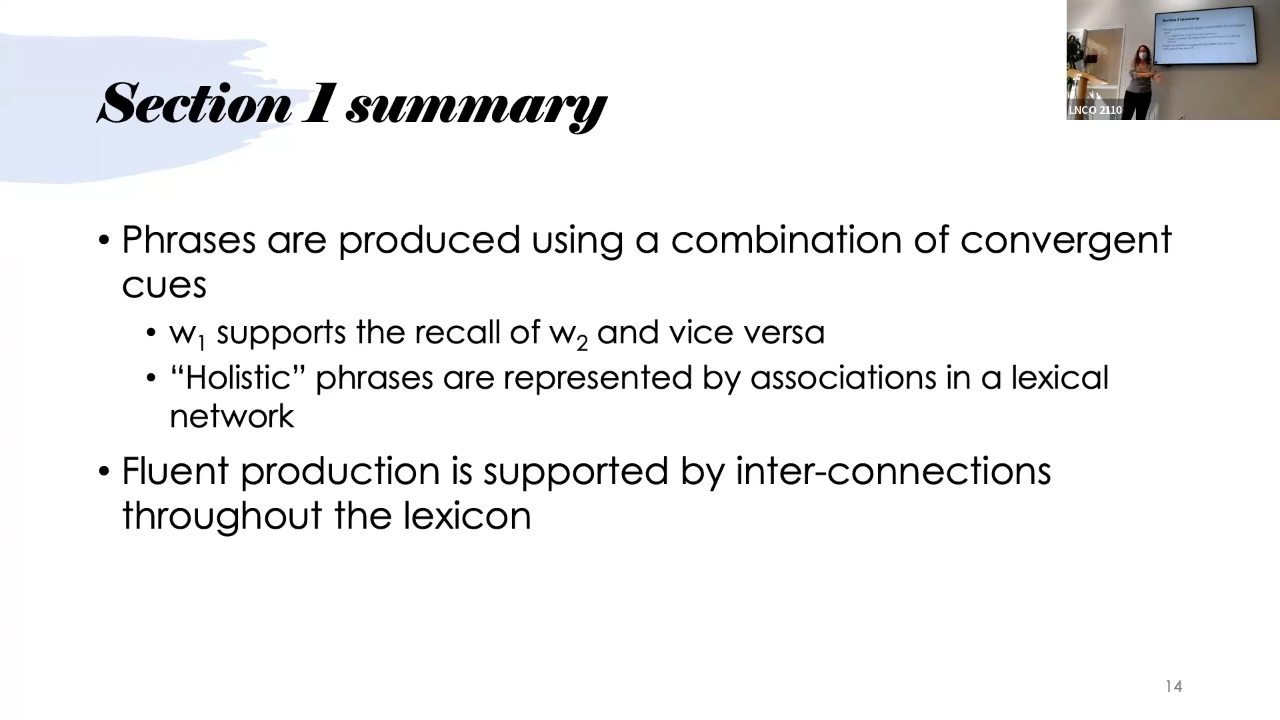 Section 1 summary
LNCO 2110
• Phrases are produced using a combination of convergent
cues
• w₁ supports the recall of w₂ and vice versa
• “Holistic” phrases are represented by associations in a lexical
network
• Fluent production is supported by inter-connections
throughout the lexicon
14